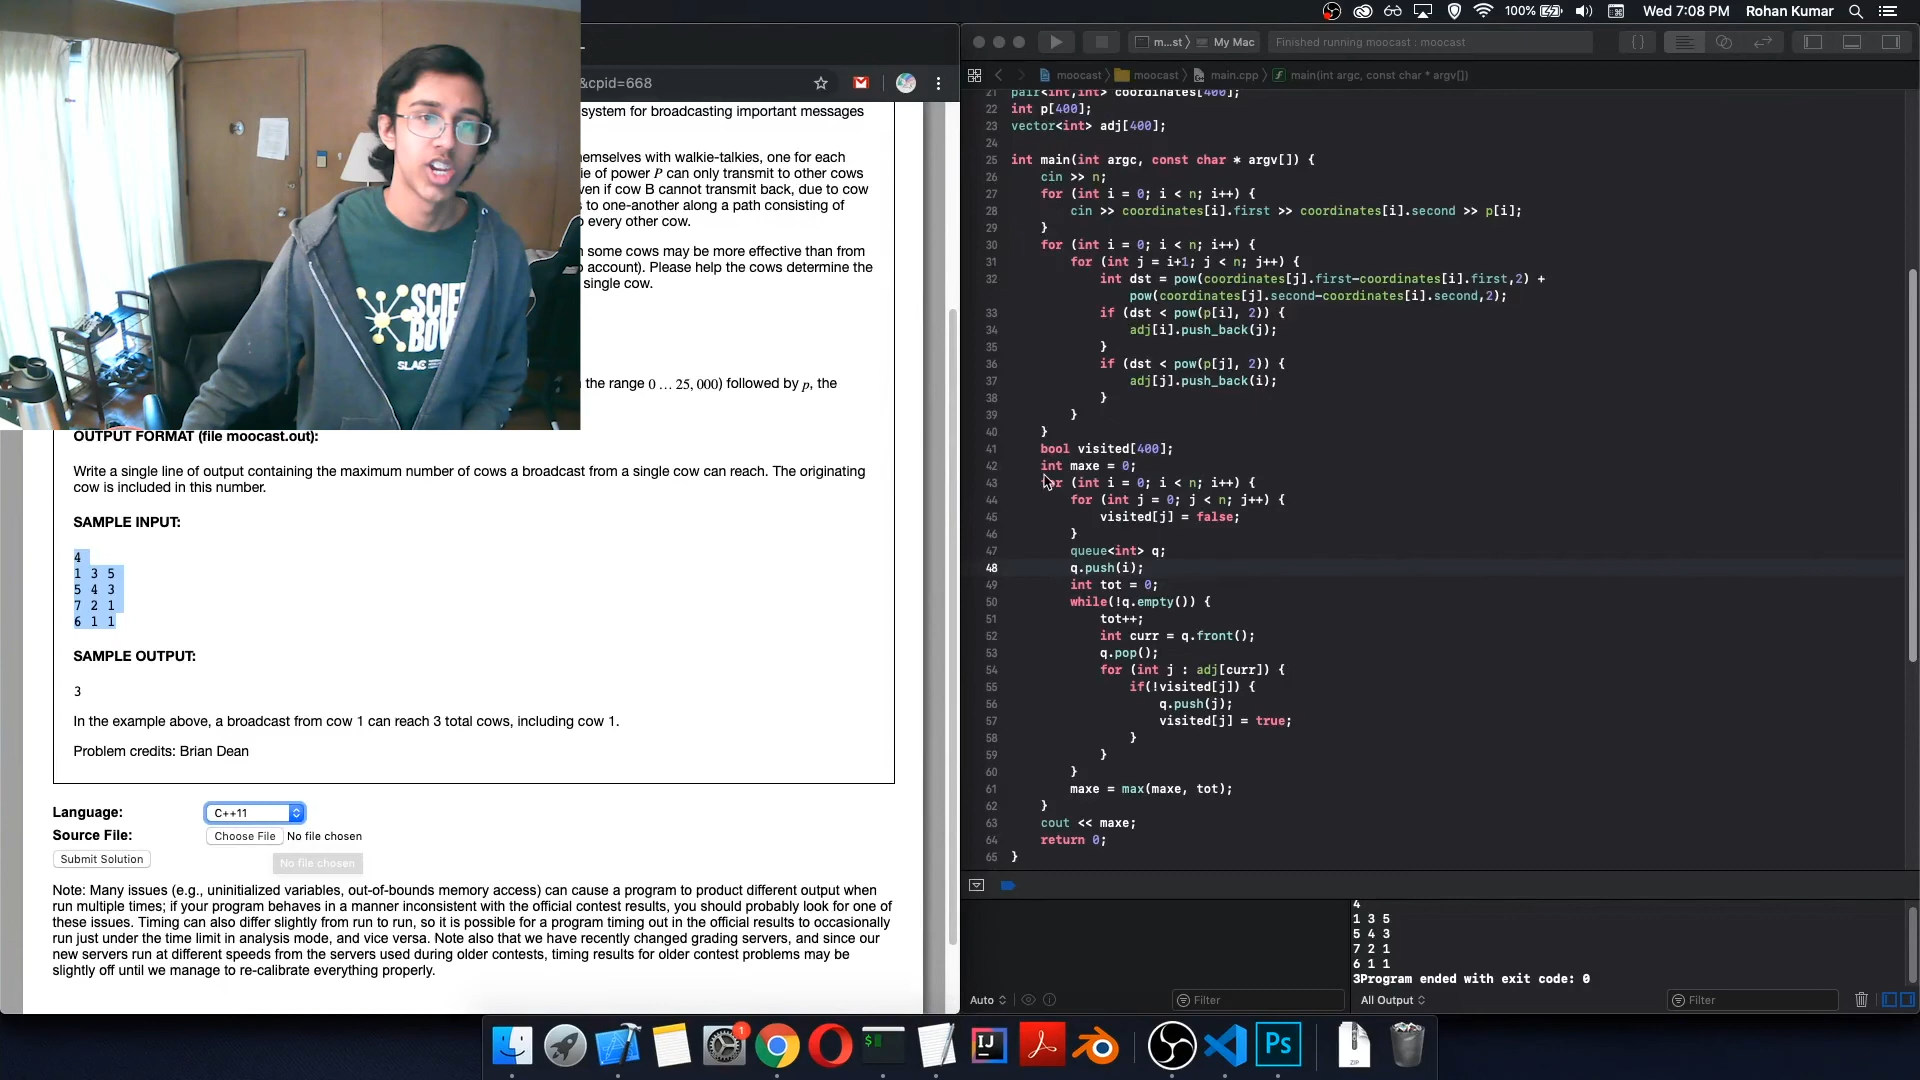 100%
Wed 7:08 PM
Rohan Kumar
&cpid=668
system for broadcasting important messages
emselves with walkie-talkies, one for each
ie of power P can only transmit to other cows
ven if cow B cannot transmit back, due to cow
s to one-another along a path consisting of
o every other cow.
some cows may be more effective than from
account). Please help the cows determine the
single cow.
the range 0 … 25, 000) followed by p, the
OUTPUT FORMAT (file moocast.out):
Write a single line of output containing the maximum number of cows a broadcast from a single cow can reach. The originating
cow is included in this number.
SAMPLE INPUT:
4
1 3 5
5 4 3
7 2 1
6 1 1
SAMPLE OUTPUT:
3
In the example above, a broadcast from cow 1 can reach 3 total cows, including cow 1.
Problem credits: Brian Dean
Language:
C++11
Source File:
Choose File No file chosen
Submit Solution
No file chosen
Note: Many issues (e.g., uninitialized variables, out-of-bounds memory access) can cause a program to product different output when
run multiple times; if your program behaves in a manner inconsistent with the official contest results, you should probably look for one of
these issues. Timing can also differ slightly from run to run, so it is possible for a program timing out in the official results to occasionally
run just under the time limit in analysis mode, and vice versa. Note also that we have recently changed grading servers, and since our
new servers run at different speeds from the servers used during older contests, timing results for older contest problems may be
slightly off until we manage to re-calibrate everything properly.
SLAC
m...st 〉 My Mac
Finished running moocast : moocast
moocast 〉 moocast 〉 main.cpp 〉 main(int argc, const char * argv[])
21 pair<int,int> coordinates[400];
22 int p[400];
23 vector<int> adj[400];
24
25 int main(int argc, const char * argv[]) {
26 cin >> n;
27 for (int i = 0; i < n; i++) {
28 cin >> coordinates[i].first >> coordinates[i].second >> p[i];
29 }
30 for (int i = 0; i < n; i++) {
31 for (int j = i+1; j < n; j++) {
32 int dst = pow(coordinates[j].first-coordinates[i].first,2) +
pow(coordinates[j].second-coordinates[i].second,2);
33 if (dst < pow(p[i], 2)) {
34 adj[i].push_back(j);
35 }
36 if (dst < pow(p[j], 2)) {
37 adj[j].push_back(i);
38 }
39 }
40 }
41 bool visited[400];
42 int maxe = 0;
43 for (int i = 0; i < n; i++) {
44 for (int j = 0; j < n; j++) {
45 visited[j] = false;
46 }
47 queue<int> q;
48 q.push(i);
49 int tot = 0;
50 while(!q.empty()) {
51 tot++;
52 int curr = q.front();
53 q.pop();
54 for (int j : adj[curr]) {
55 if(!visited[j]) {
56 q.push(j);
57 visited[j] = true;
58 }
59 }
60 }
61 maxe = max(maxe, tot);
62 }
63 cout << maxe;
64 return 0;
65 }
4
1 3 5
5 4 3
7 2 1
6 1 1
3Program ended with exit code: 0
Auto
Filter
All Output
Filter
1
$
IJ
Ps
ZIP